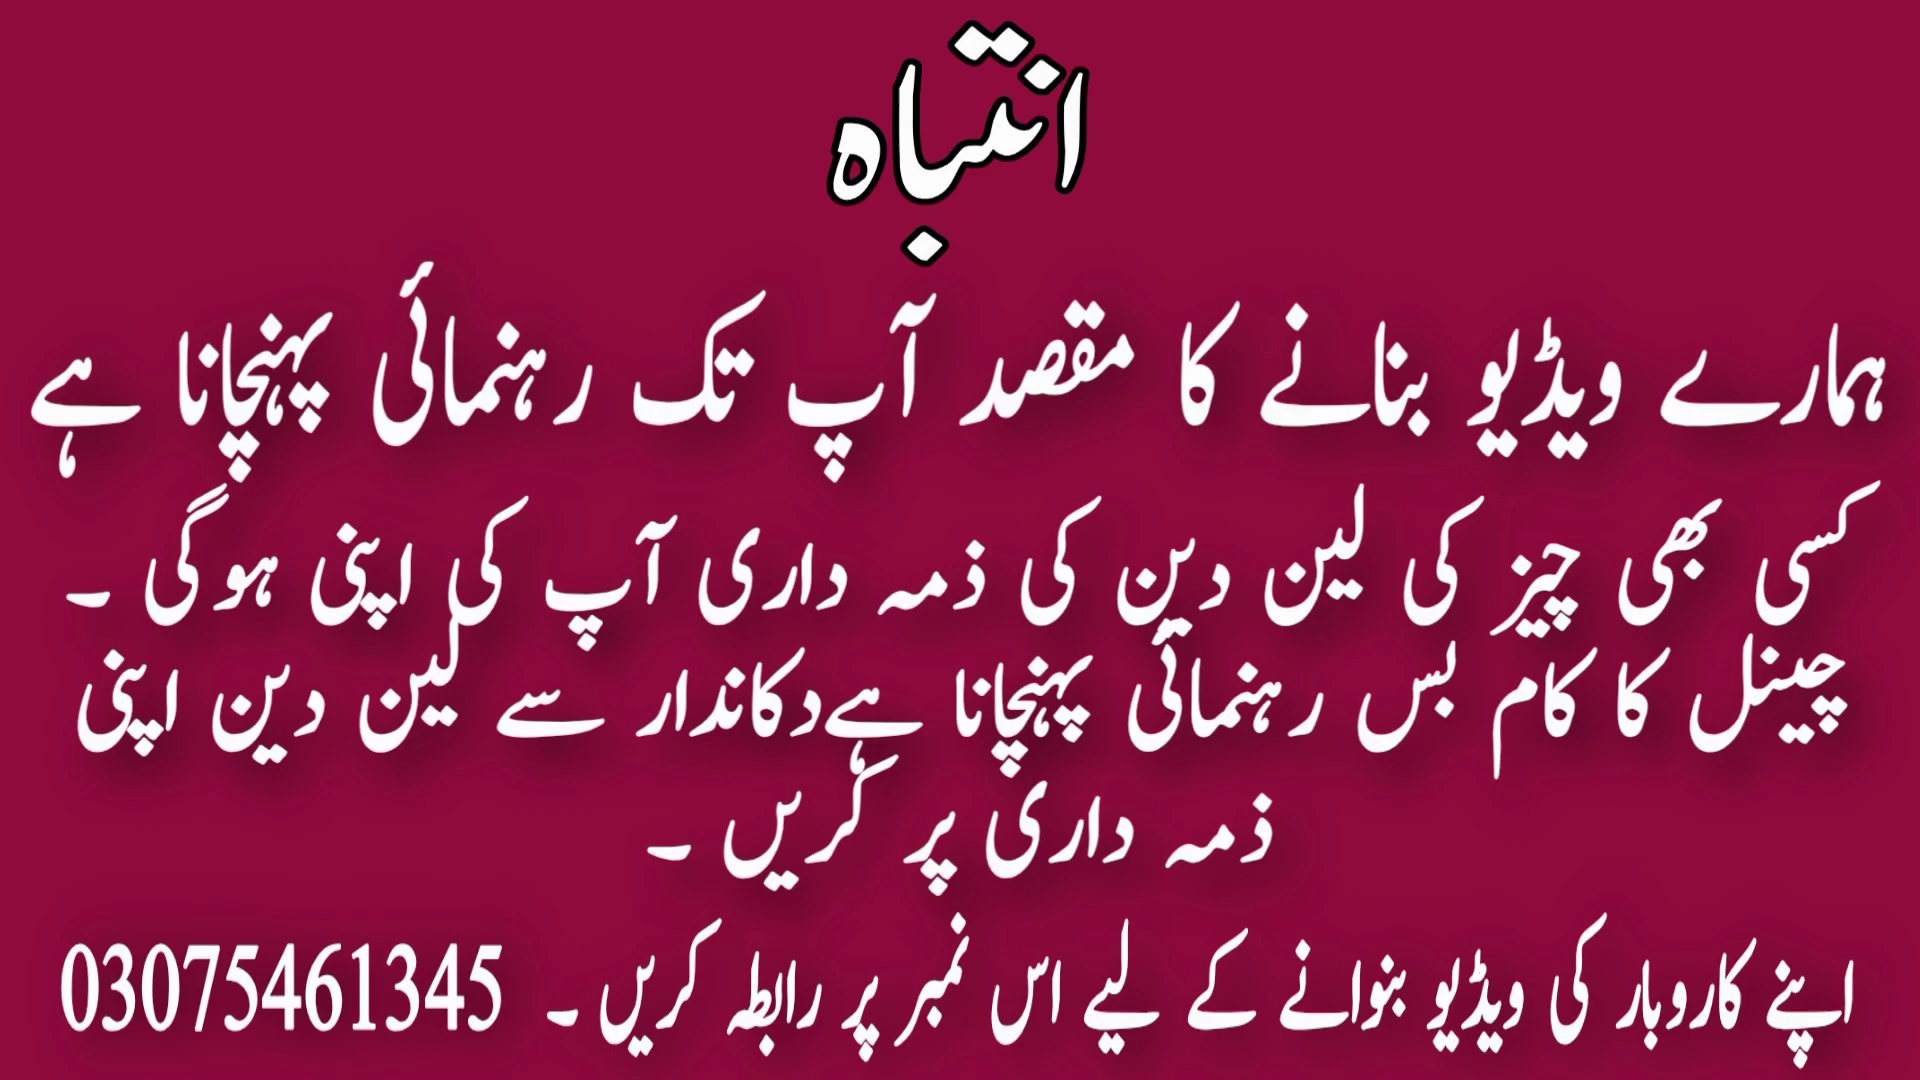 انتباہ
ہمارے ویڈیو بنانے کا مقصد آپ تک رہنمائی پہنچانا ہے
کسی بھی چیز کی لین دین کی ذمہ داری آپ کی اپنی ہوگی ۔
چینل کا کام بس رہنمائی پہنچانا ہےدکاندار سے لین دین اپنی
ذمہ داری پر کریں ۔
اپنے کاروبار کی ویڈیو بنوانے کے لیے اس نمبر پر رابطہ کریں ۔ 03075461345